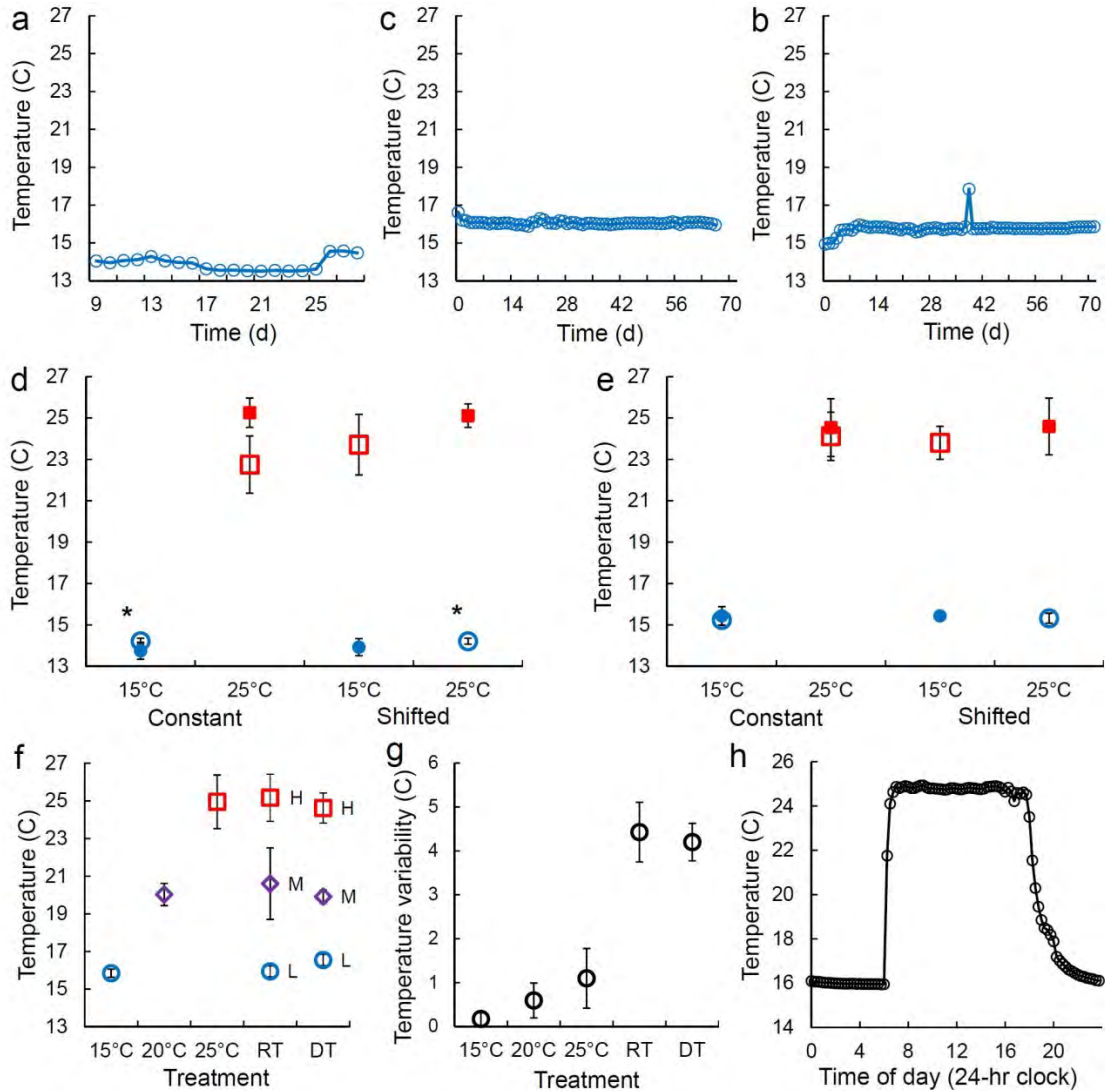 a
27
25
23
21
19
17
15
13
Temperature (C)
9 13 17 21 25
Time (d)
c
27
25
23
21
19
17
15
13
Temperature (C)
0 14 28 42 56 70
Time (d)
b
27
25
23
21
19
17
15
13
Temperature (C)
0 14 28 42 56 70
Time (d)
d
27
25
23
21
19
17
15
13
Temperature (C)
* *
15°C 25°C 15°C 25°C
Constant Shifted
e
27
25
23
21
19
17
15
13
Temperature (C)
15°C 25°C 15°C 25°C
Constant Shifted
f
27
25
23
21
19
17
15
13
Temperature (C)
H H
M M
L L
15°C 20°C 25°C RT DT
Treatment
g
6
5
4
3
2
1
0
Temperature variability (C)
15°C 20°C 25°C RT DT
Treatment
h
26
24
22
20
18
16
14
Temperature (C)
0 4 8 12 16 20
Time of day (24-hr clock)